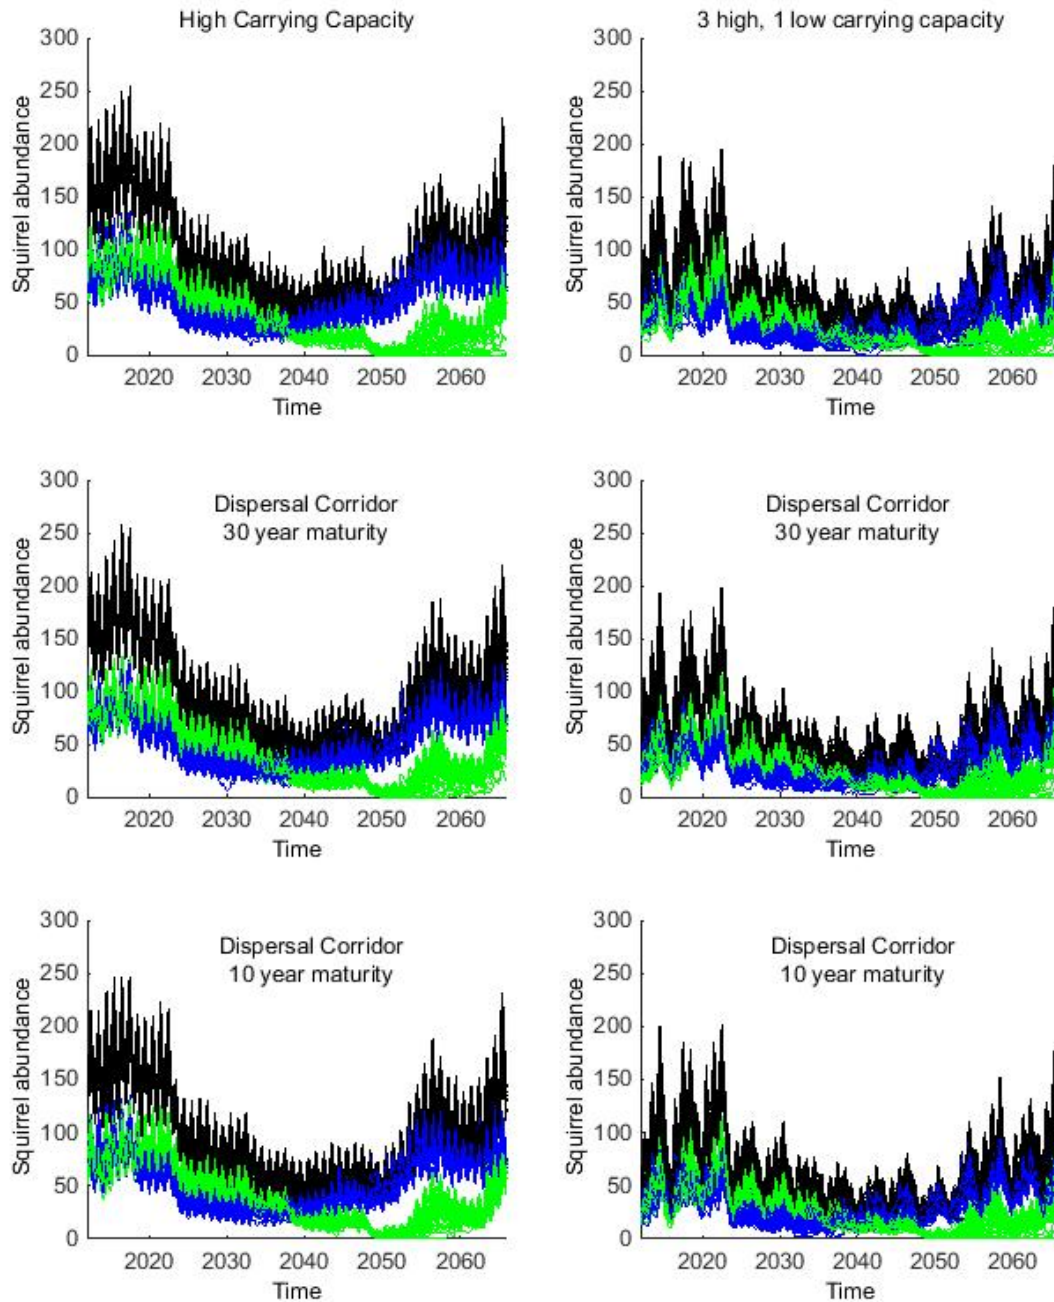 High Carrying Capacity
300
250
200
150
100
50
0
Squirrel abundance
2020 2030 2040 2050 2060
Time
3 high, 1 low carrying capacity
300
250
200
150
100
50
0
Squirrel abundance
2020 2030 2040 2050 2060
Time
Dispersal Corridor
30 year maturity
300
250
200
150
100
50
0
Squirrel abundance
2020 2030 2040 2050 2060
Time
Dispersal Corridor
30 year maturity
300
250
200
150
100
50
0
Squirrel abundance
2020 2030 2040 2050 2060
Time
Dispersal Corridor
10 year maturity
300
250
200
150
100
50
0
Squirrel abundance
2020 2030 2040 2050 2060
Time
Dispersal Corridor
10 year maturity
300
250
200
150
100
50
0
Squirrel abundance
2020 2030 2040 2050 2060
Time